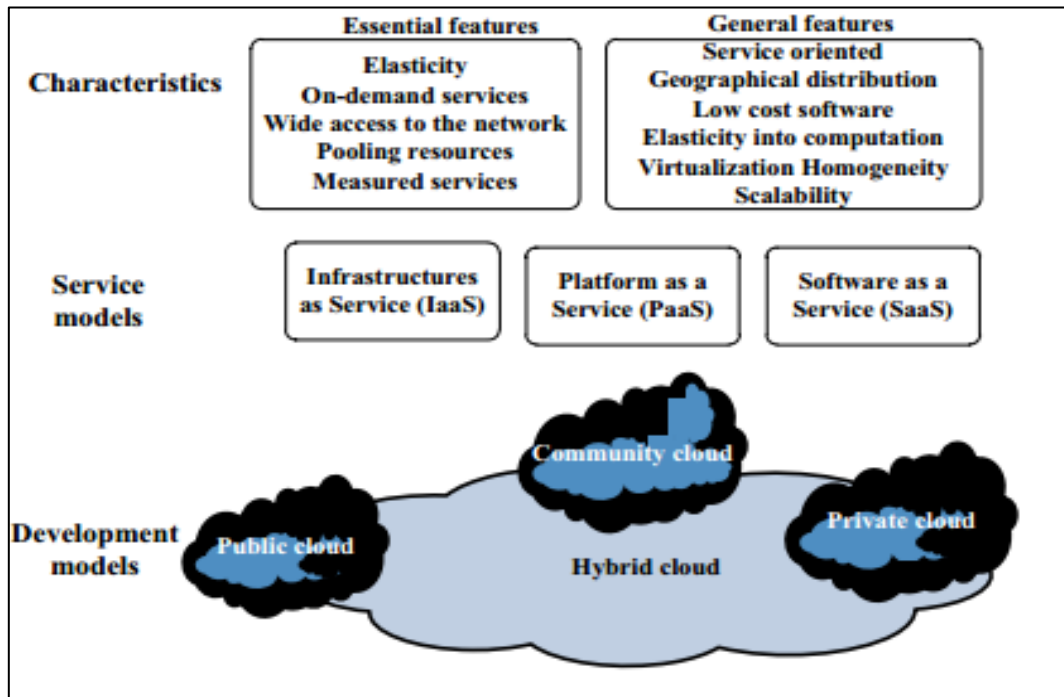 Essential features
General features
Characteristics
Elasticity
On-demand services
Wide access to the network
Pooling resources
Measured services
Service oriented
Geographical distribution
Low cost software
Elasticity into computation
Virtualization Homogeneity
Scalability
Service
models
Infrastructures
as Service (IaaS)
Platform as a
Service (PaaS)
Software as a
Service (SaaS)
Development
models
Community cloud
Public cloud
Private cloud
Hybrid cloud